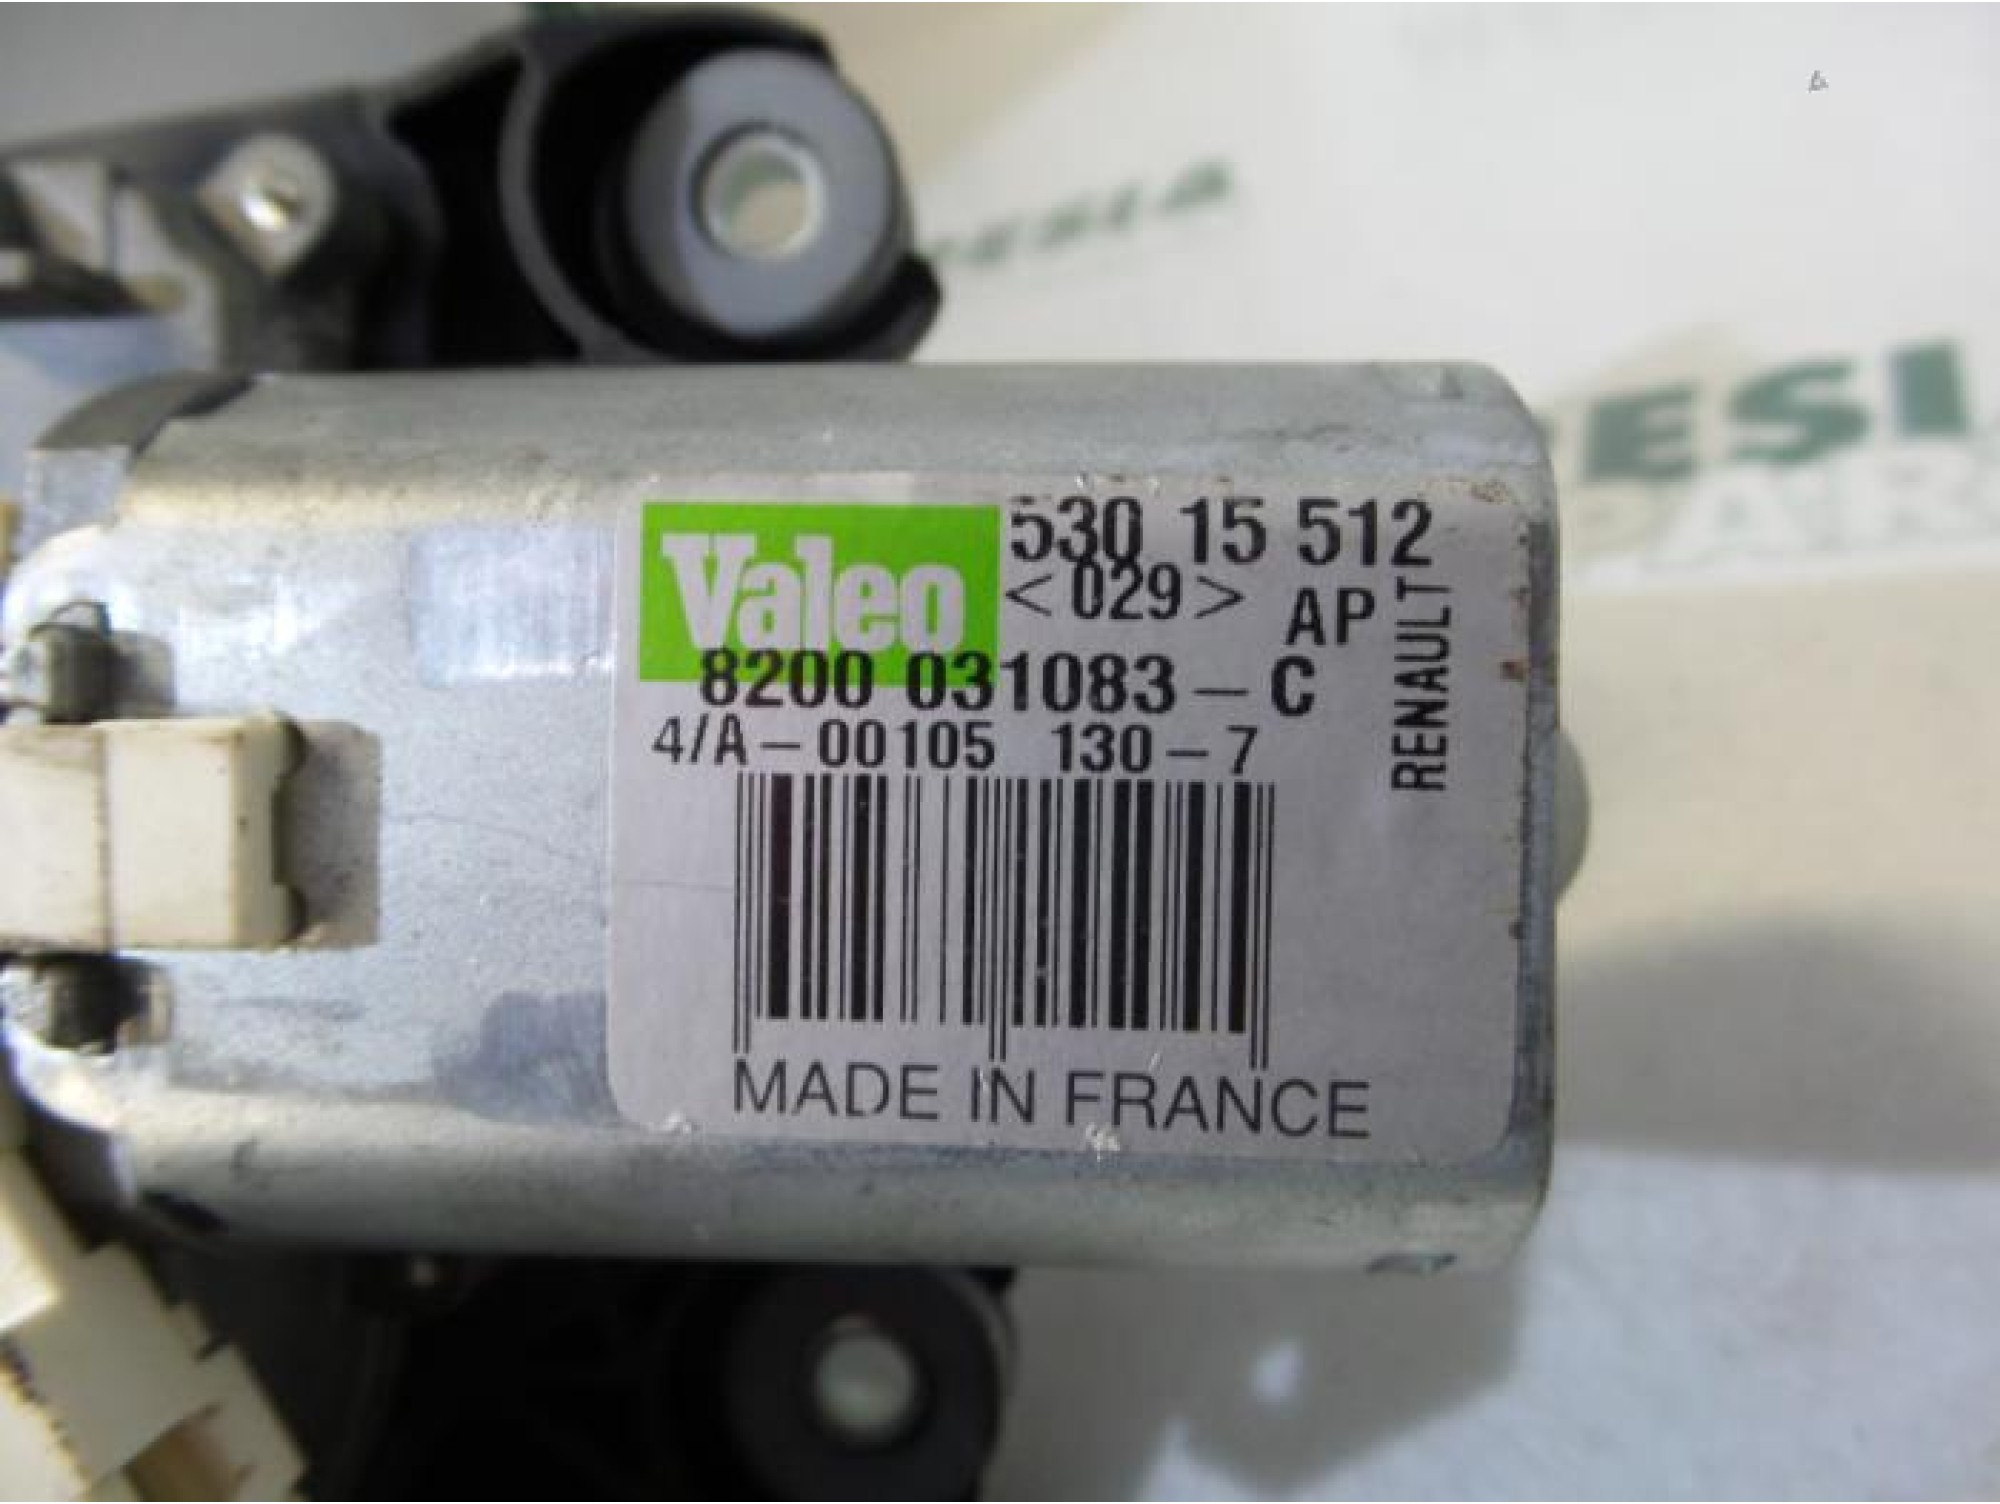 Valeo
530 15 512
<029> AP
RENAULT
8200 031083-C
4/A-00105 130-7
MADE IN FRANCE